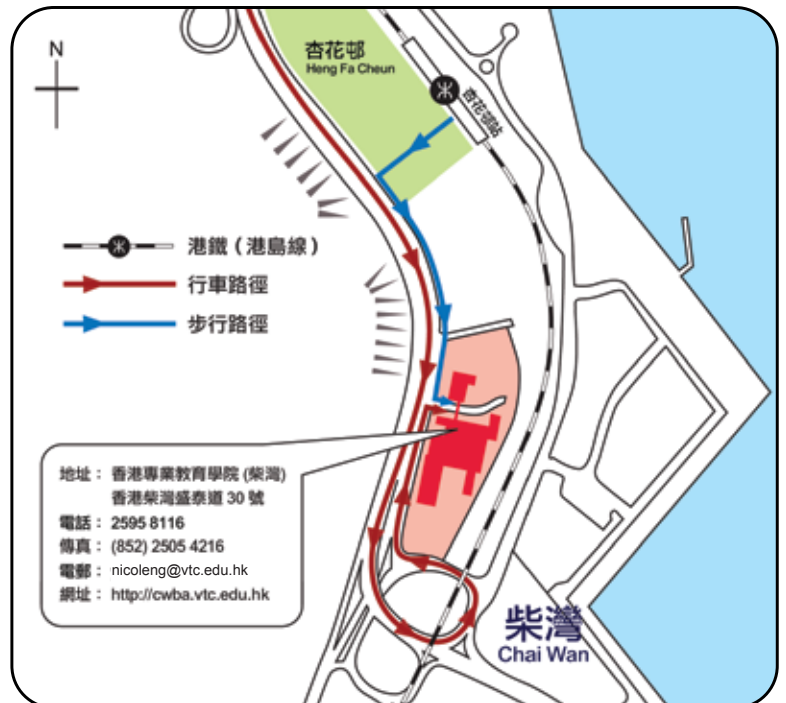 N
杏花邨
Heng Fa Cheun
杏花邨站
港鐵（港島線）
行車路徑
步行路徑
地址： 香港專業教育學院 (柴灣)
香港柴灣盛泰道 30 號
電話： 2595 8116
傳真： (852) 2505 4216
電郵： nicoleng@vtc.edu.hk
網址： http://cwba.vtc.edu.hk
柴灣
Chai Wan